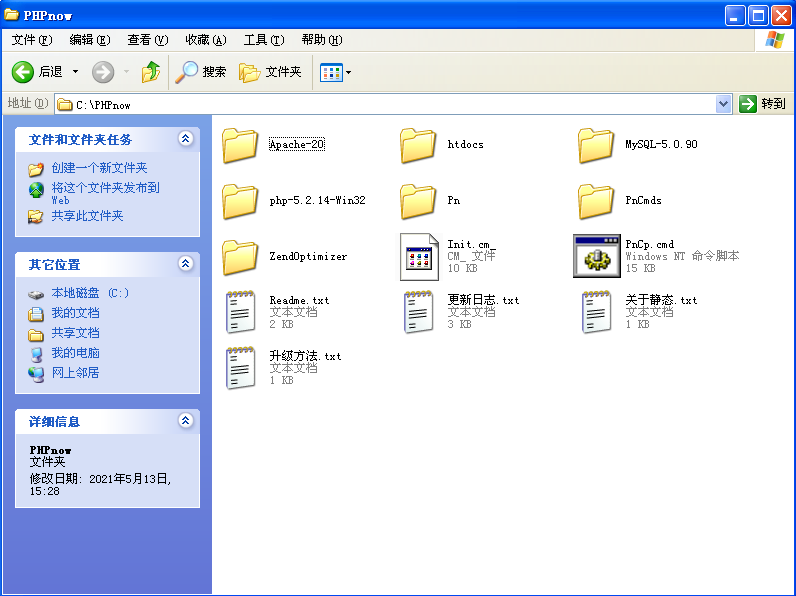 PHPnow
文件(F) 编辑(E) 查看(V) 收藏(A) 工具(T) 帮助(H)
后退 搜索 文件夹
地址(D) C:\PHPnow 转到
文件和文件夹任务
创建一个新文件夹
将这个文件夹发布到
Web
共享此文件夹
其它位置
本地磁盘 (C:)
我的文档
共享文档
我的电脑
网上邻居
详细信息
PHPnow
文件夹
修改日期: 2021年5月13日,
15:28
Apache-20
htdocs
MySQL-5.0.90
php-5.2.14-Win32
Pn
PnCmds
ZendOptimizer
Init.cm_
CM_ 文件
10 KB
PnCp.cmd
Windows NT 命令脚本
15 KB
Readme.txt
文本文档
2 KB
更新日志.txt
文本文档
3 KB
关于静态.txt
文本文档
1 KB
升级方法.txt
文本文档
1 KB